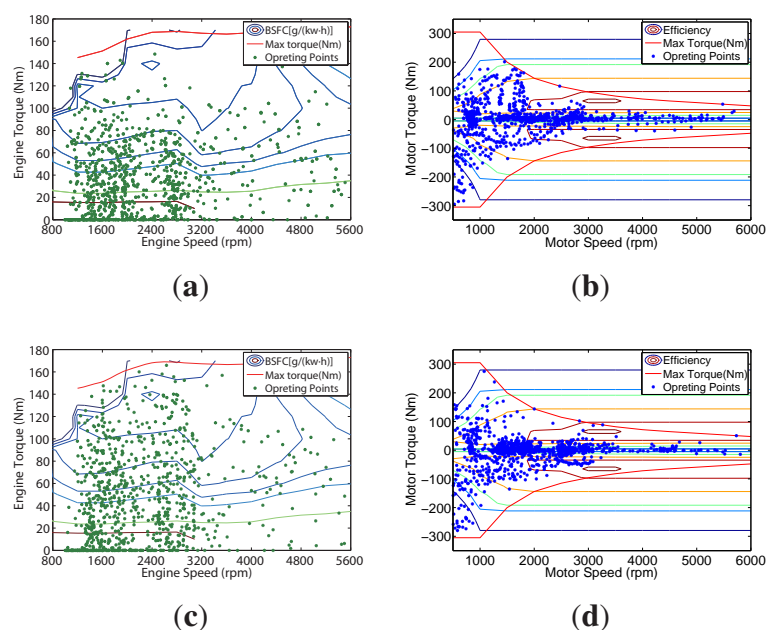 180
160
140
120
100
80
60
40
20
0
Engine Torque (Nm)
BSFC[g/(kw·h)]
Max torque(Nm)
Opreting Points
800 1600 2400 3200 4000 4800 5600
Engine Speed (rpm)
(a)
300
200
100
0
−100
−200
−300
Motor Torque (Nm)
Efficiency
Max Torque(Nm)
Opreting Points
1000 2000 3000 4000 5000 6000
Motor Speed (rpm)
(b)
180
160
140
120
100
80
60
40
20
0
Engine Torque (Nm)
BSFC[g/(kw·h)]
Max torque(Nm)
Opreting Points
800 1600 2400 3200 4000 4800 5600
Engine Speed (rpm)
(c)
300
200
100
0
−100
−200
−300
Motor Torque (Nm)
Efficiency
Max Torque(Nm)
Opreting Points
1000 2000 3000 4000 5000 6000
Motor Speed (rpm)
(d)